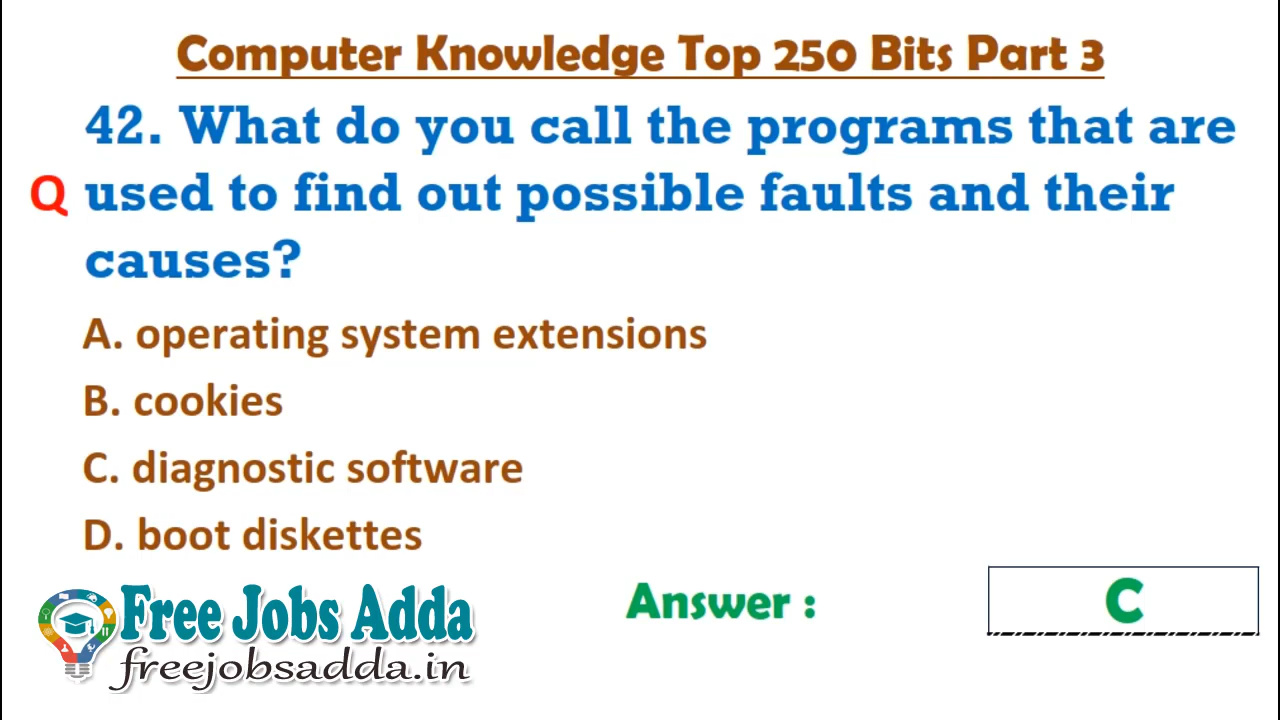 Computer Knowledge Top 250 Bits Part 3
42. What do you call the programs that are
Q used to find out possible faults and their
causes?
A. operating system extensions
B. cookies
C. diagnostic software
D. boot diskettes
Free Jobs Adda
freejobsadda.in
Answer : C